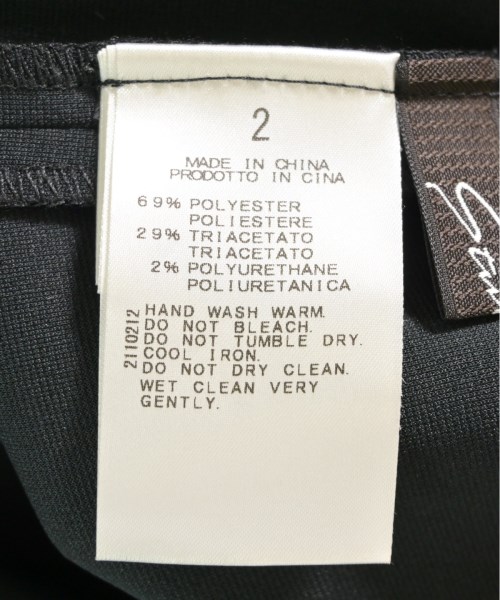 2
MADE IN CHINA
PRODOTTO IN CINA
69% POLYESTER
POLIESTERE
29% TRIACETATO
TRIACETATO
2% POLYURETHANE
POLIURETANICA
HAND WASH WARM.
DO NOT BLEACH.
DO NOT TUMBLE DRY.
COOL IRON.
DO NOT DRY CLEAN.
WET CLEAN VERY
GENTLY.
2110212